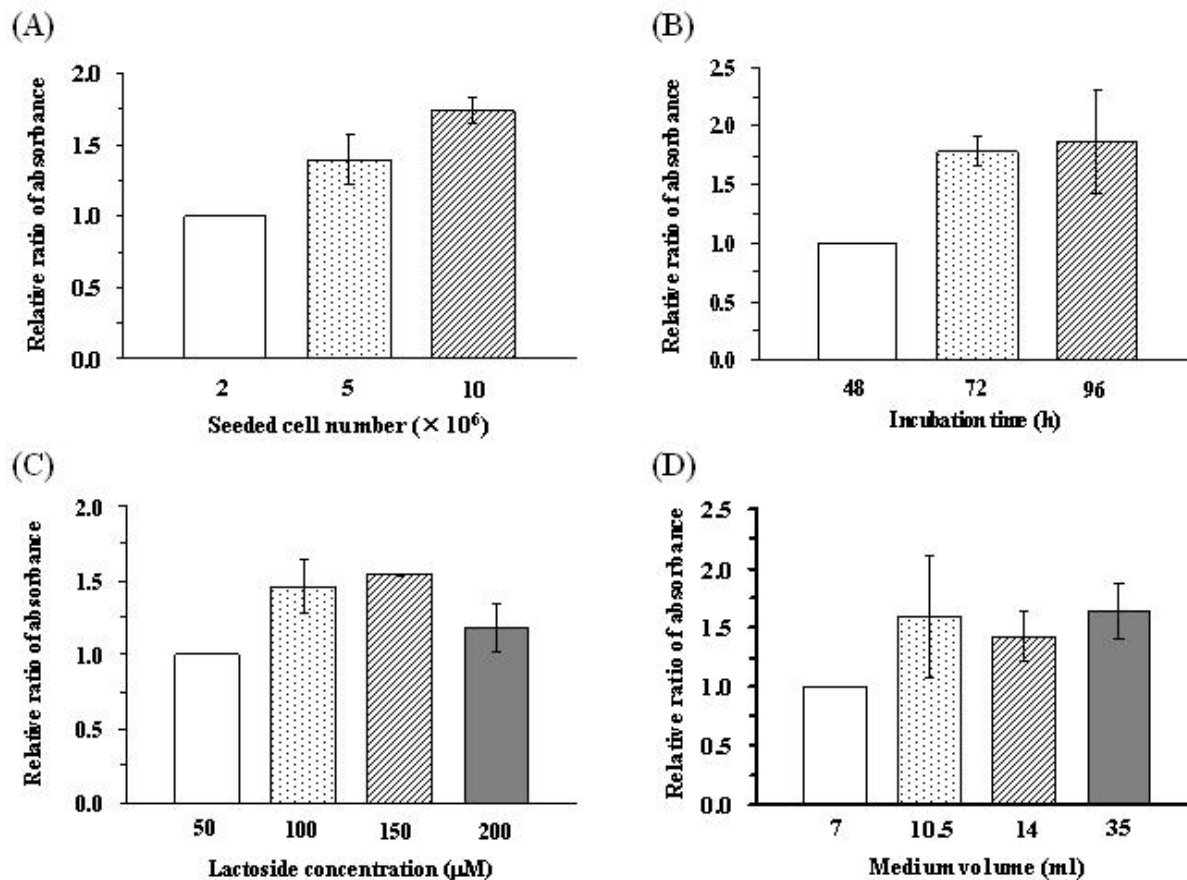 (A)
Relative ratio of absorbance
2.0
1.5
1.0
0.5
0.0
2 5 10
Seeded cell number (× 10⁶)
(B)
Relative ratio of absorbance
2.5
2.0
1.5
1.0
0.5
0.0
48 72 96
Incubation time (h)
(C)
Relative ratio of absorbance
2.0
1.5
1.0
0.5
0.0
50 100 150 200
Lactoside concentration (μM)
(D)
Relative ratio of absorbance
2.5
2.0
1.5
1.0
0.5
0.0
7 10.5 14 35
Medium volume (ml)